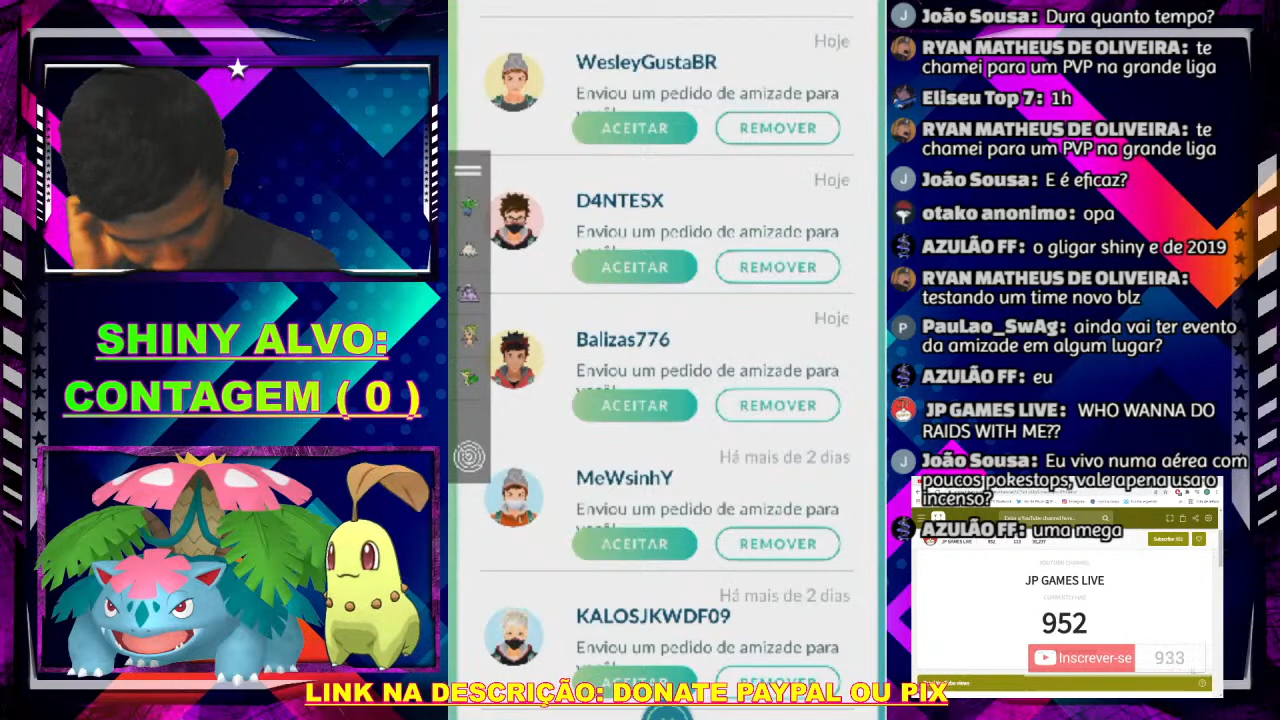 SHINY ALVO:
CONTAGEM ( 0 )
Hoje
WesleyGustaBR
Enviou um pedido de amizade para
você!
ACEITAR REMOVER
Hoje
D4NTESX
Enviou um pedido de amizade para
ACEITAR REMOVER
Hoje
Balizas776
Enviou um pedido de amizade para
ACEITAR REMOVER
Há mais de 2 dias
MeWsinhY
Enviou um pedido de amizade para
ACEITAR REMOVER
Há mais de 2 dias
KALOSJKWDF09
Enviou um pedido de amizade para
ACEITAR REMOVER
João Sousa: Dura quanto tempo?
RYAN MATHEUS DE OLIVEIRA: te
chamei para um PVP na grande liga
Eliseu Top 7: 1h
RYAN MATHEUS DE OLIVEIRA: te
chamei para um PVP na grande liga
João Sousa: E é eficaz?
otako anonimo: opa
AZULÃO FF: o gligar shiny e de 2019
RYAN MATHEUS DE OLIVEIRA:
testando um time novo blz
PauLao_SwAg: ainda vai ter evento
da amizade em algum lugar?
AZULÃO FF: eu
JP GAMES LIVE: WHO WANNA DO
RAIDS WITH ME??
João Sousa: Eu vivo numa aérea com
poucos pokestops, vale apena usar o
incenso?
AZULÃO FF: uma mega
JP GAMES LIVE
952
Inscrever-se 933
LINK NA DESCRIÇÃO: DONATE PAYPAL OU PIX